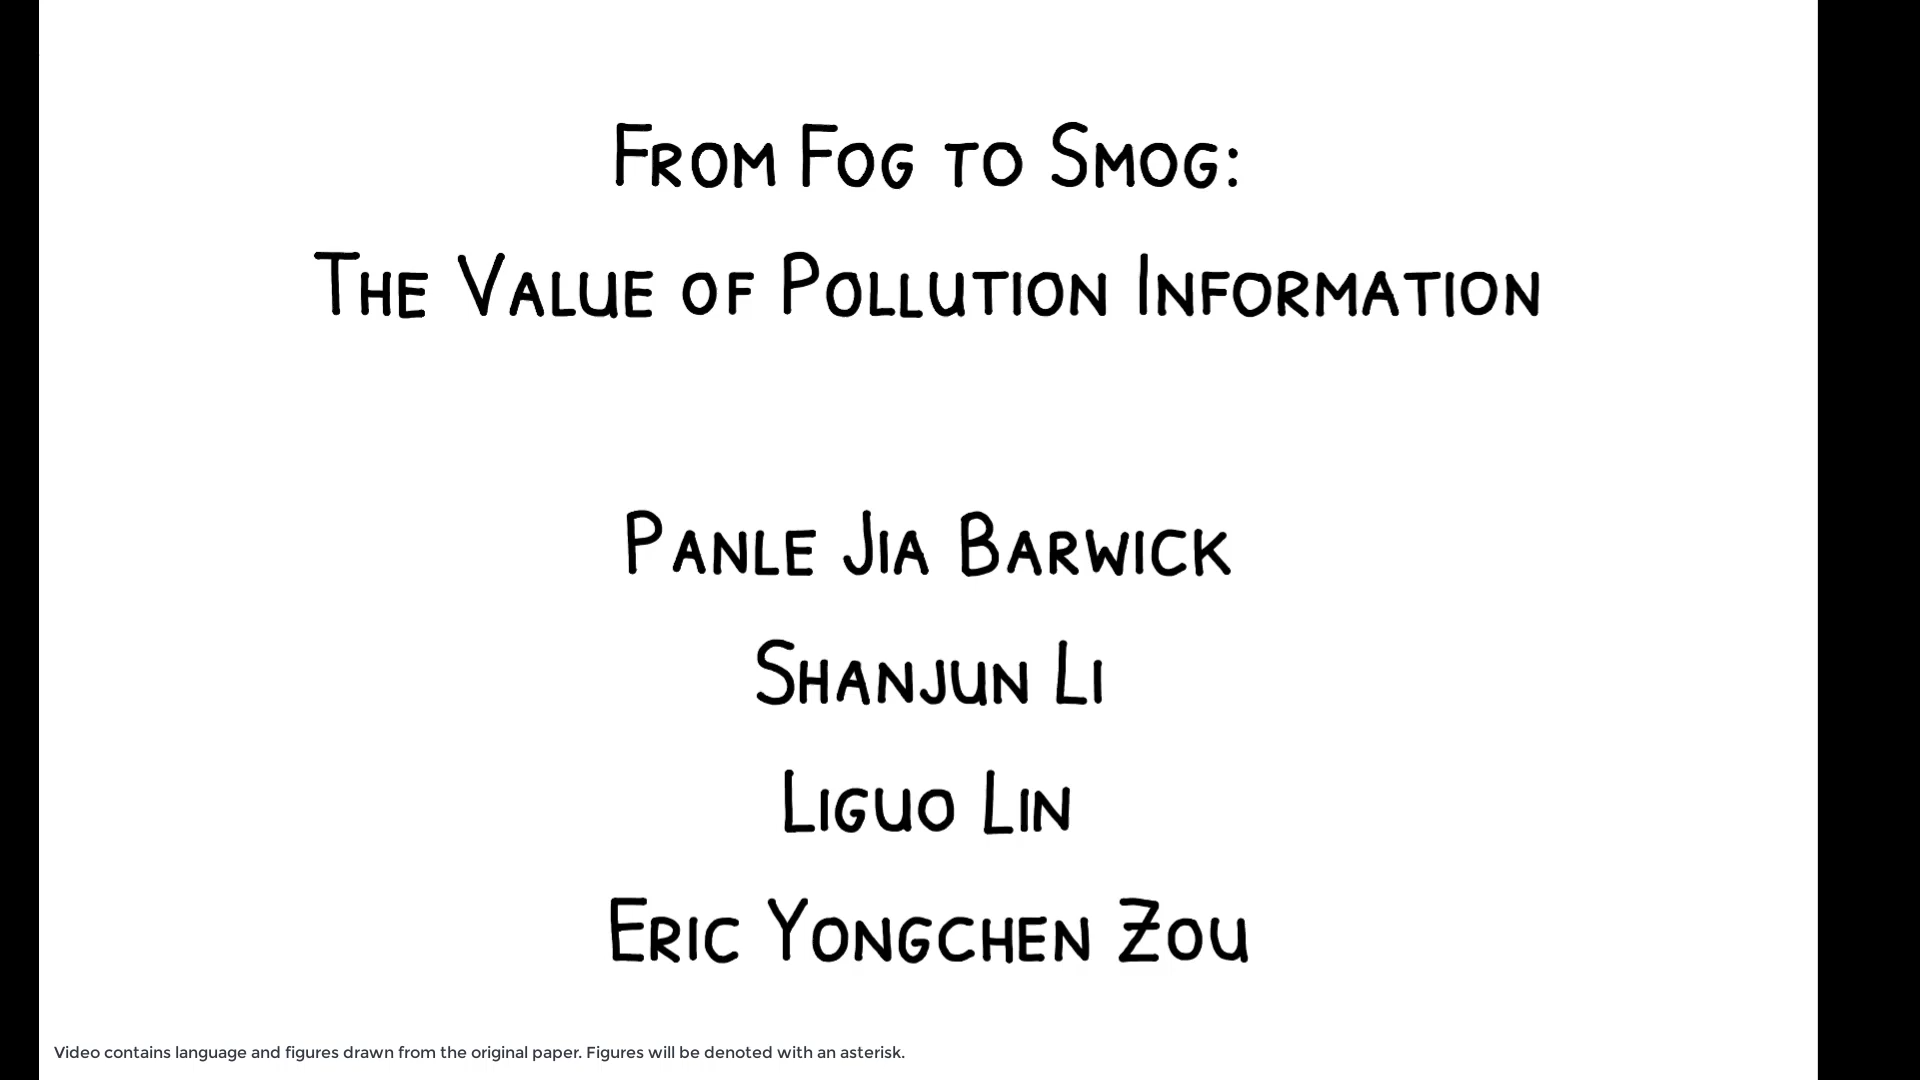 From Fog to Smog:
The Value of Pollution Information
Panle Jia Barwick
Shanjun Li
Liguo Lin
Eric Yongchen Zou
Video contains language and figures drawn from the original paper. Figures will be denoted with an asterisk.